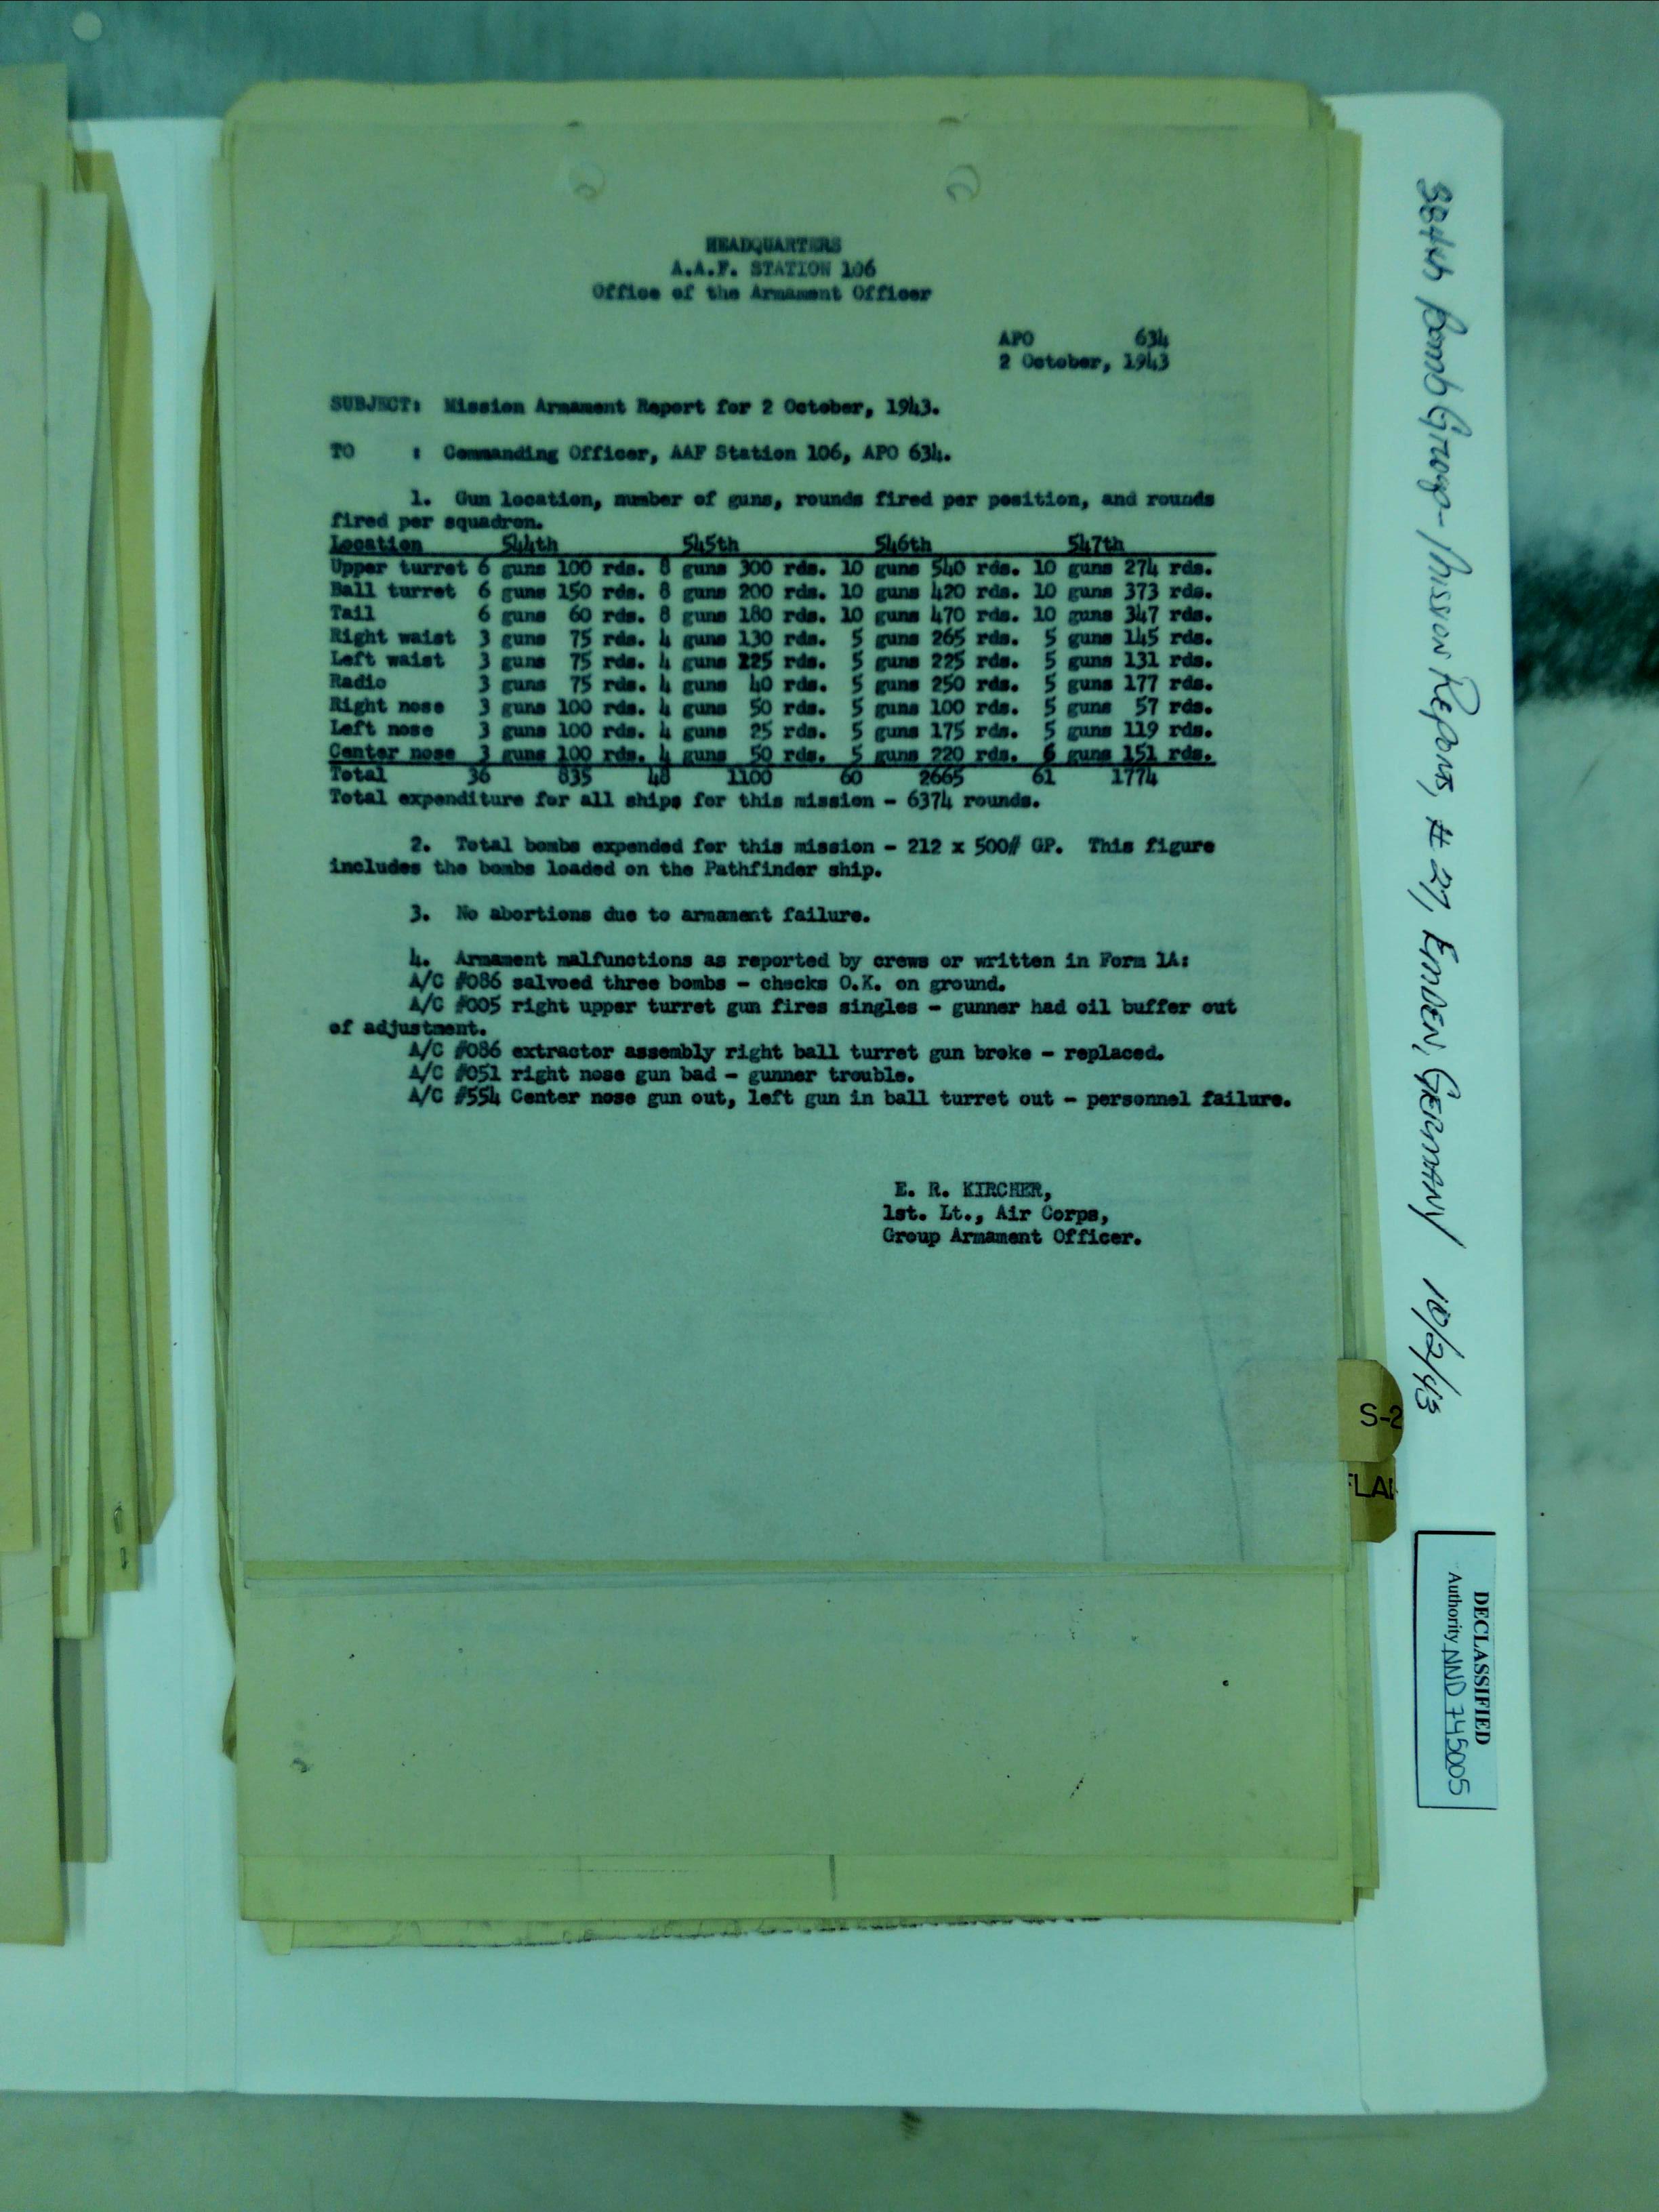 HEADQUARTERS
A.A.F. STATION 106
Office of the Armament Officer
APO 634
2 October, 1943
SUBJECT: Mission Armament Report for 2 October, 1943.
TO : Commanding Officer, AAF Station 106, APO 634.
1. Gun location, number of guns, rounds fired per position, and rounds
fired per squadron.
Location 544th 545th 546th 547th
Upper turret 6 guns 100 rds. 8 guns 300 rds. 10 guns 540 rds. 10 guns 274 rds.
Ball turret 6 guns 150 rds. 8 guns 200 rds. 10 guns 420 rds. 10 guns 373 rds.
Tail 6 guns 60 rds. 8 guns 180 rds. 10 guns 470 rds. 10 guns 347 rds.
Right waist 3 guns 75 rds. 4 guns 130 rds. 5 guns 265 rds. 5 guns 145 rds.
Left waist 3 guns 75 rds. 4 guns 125 rds. 5 guns 225 rds. 5 guns 131 rds.
Radio 3 guns 75 rds. 4 guns 40 rds. 5 guns 250 rds. 5 guns 177 rds.
Right nose 3 guns 100 rds. 4 guns 50 rds. 5 guns 100 rds. 5 guns 57 rds.
Left nose 3 guns 100 rds. 4 guns 25 rds. 5 guns 175 rds. 5 guns 119 rds.
Center nose 3 guns 100 rds. 4 guns 50 rds. 5 guns 220 rds. 6 guns 151 rds.
Total 36 835 48 1100 60 2665 61 1774
Total expenditure for all ships for this mission - 6374 rounds.
2. Total bombs expended for this mission - 212 x 500# GP. This figure
includes the bombs loaded on the Pathfinder ship.
3. No abortions due to armament failure.
4. Armament malfunctions as reported by crews or written in Form 1A:
A/C #086 salvoed three bombs - checks O.K. on ground.
A/C #005 right upper turret gun fires singles - gunner had oil buffer out
of adjustment.
A/C #086 extractor assembly right ball turret gun broke - replaced.
A/C #051 right nose gun bad - gunner trouble.
A/C #554 Center nose gun out, left gun in ball turret out - personnel failure.
E. R. KIRCHER,
1st. Lt., Air Corps,
Group Armament Officer.
384th Bomb Group - Mission Reports, #27, EMDEN, GERMANY 10/2/43
S-2
FLAK
DECLASSIFIED
Authority NND 745005